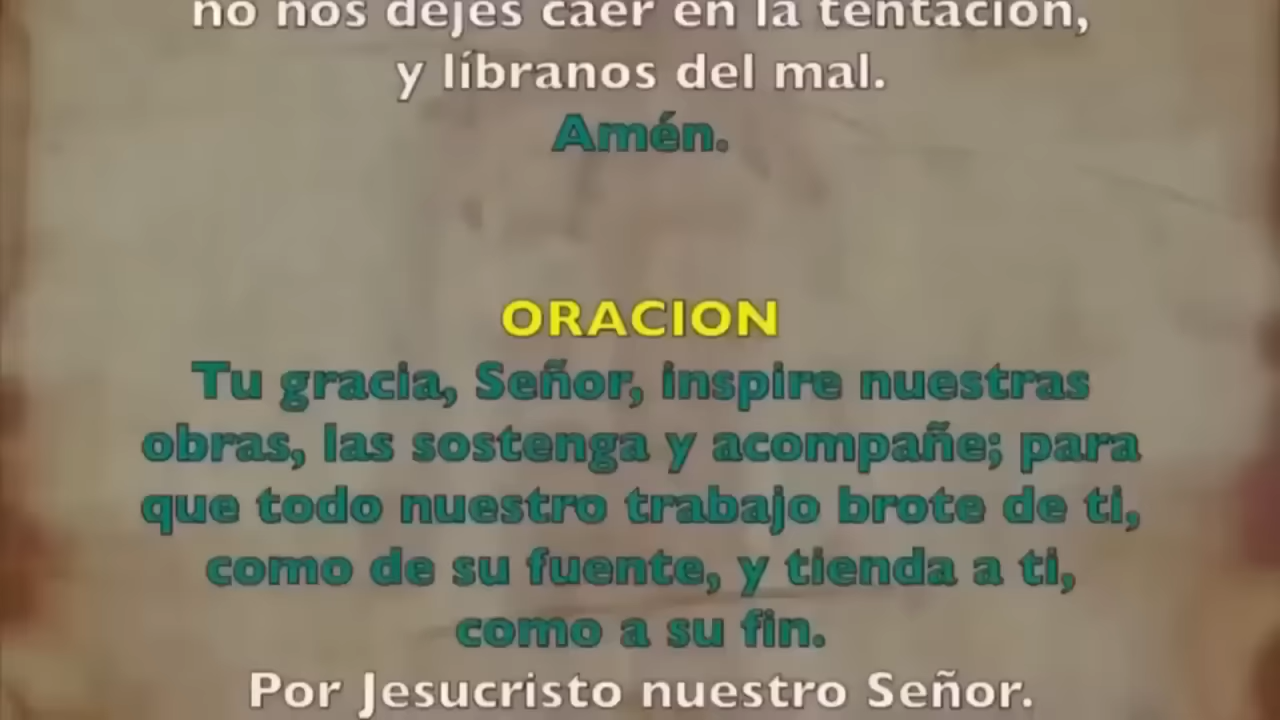 no nos dejes caer en la tentación,
y líbranos del mal.
Amén.
ORACION
Tu gracia, Señor, inspire nuestras
obras, las sostenga y acompañe; para
que todo nuestro trabajo brote de ti,
como de su fuente, y tienda a ti,
como a su fin.
Por Jesucristo nuestro Señor.